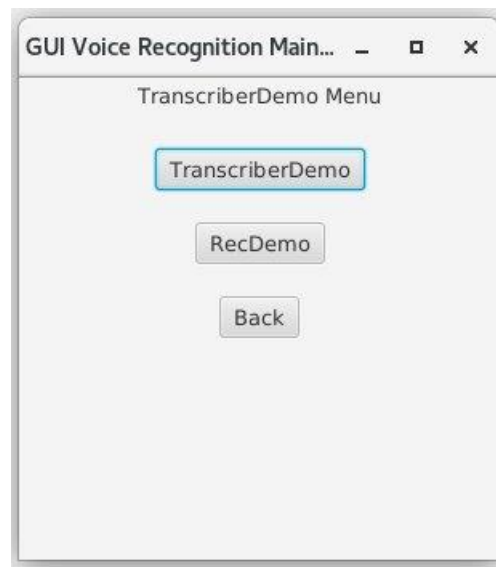 GUI Voice Recognition Main...
TranscriberDemo Menu
TranscriberDemo
RecDemo
Back